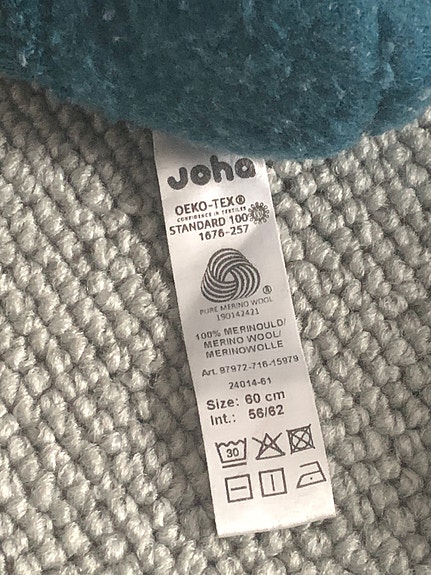 Joha
OEKO-TEX®
CONFIDENCE IN TEXTILES
STANDARD 100
1676-257
®
PURE MERINO WOOL
190142421
100% MERINOULD/
MERINO WOOL/
MERINOWOLLE
Art. 97972-716-15979
24014-61
Size: 60 cm
Int.: 56/62
30